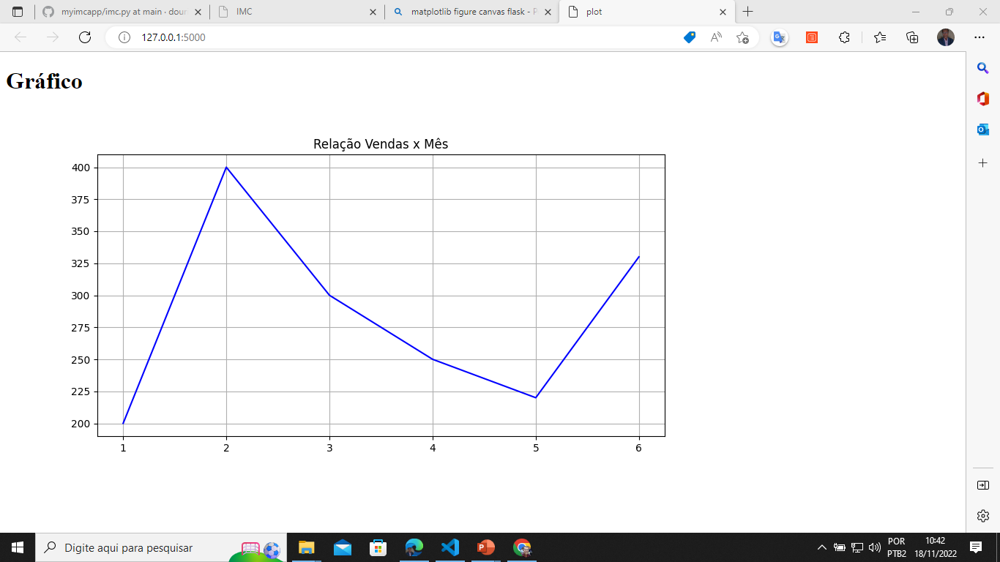 myimcapp/imc.py at main · dour
IMC
matplotlib figure canvas flask - P
plot
127.0.0.1:5000
Gráfico
Relação Vendas x Mês
400
375
350
325
300
275
250
225
200
1 2 3 4 5 6
Digite aqui para pesquisar
POR
PTB2
10:42
18/11/2022